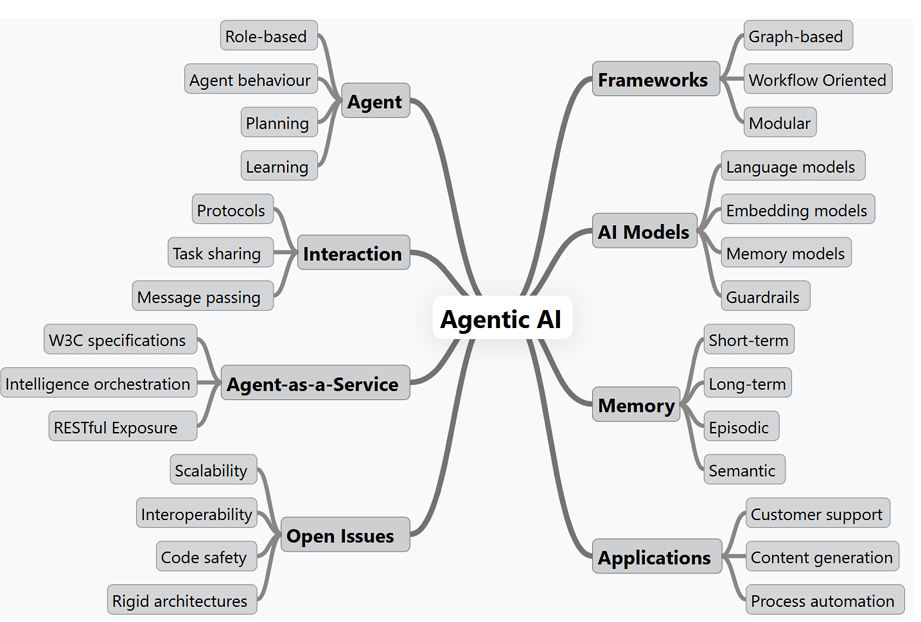 Agentic AI
Agent
Role-based
Agent behaviour
Planning
Learning
Interaction
Protocols
Task sharing
Message passing
Agent-as-a-Service
W3C specifications
Intelligence orchestration
RESTful Exposure
Open Issues
Scalability
Interoperability
Code safety
Rigid architectures
Frameworks
Graph-based
Workflow Oriented
Modular
AI Models
Language models
Embedding models
Memory models
Guardrails
Memory
Short-term
Long-term
Episodic
Semantic
Applications
Customer support
Content generation
Process automation